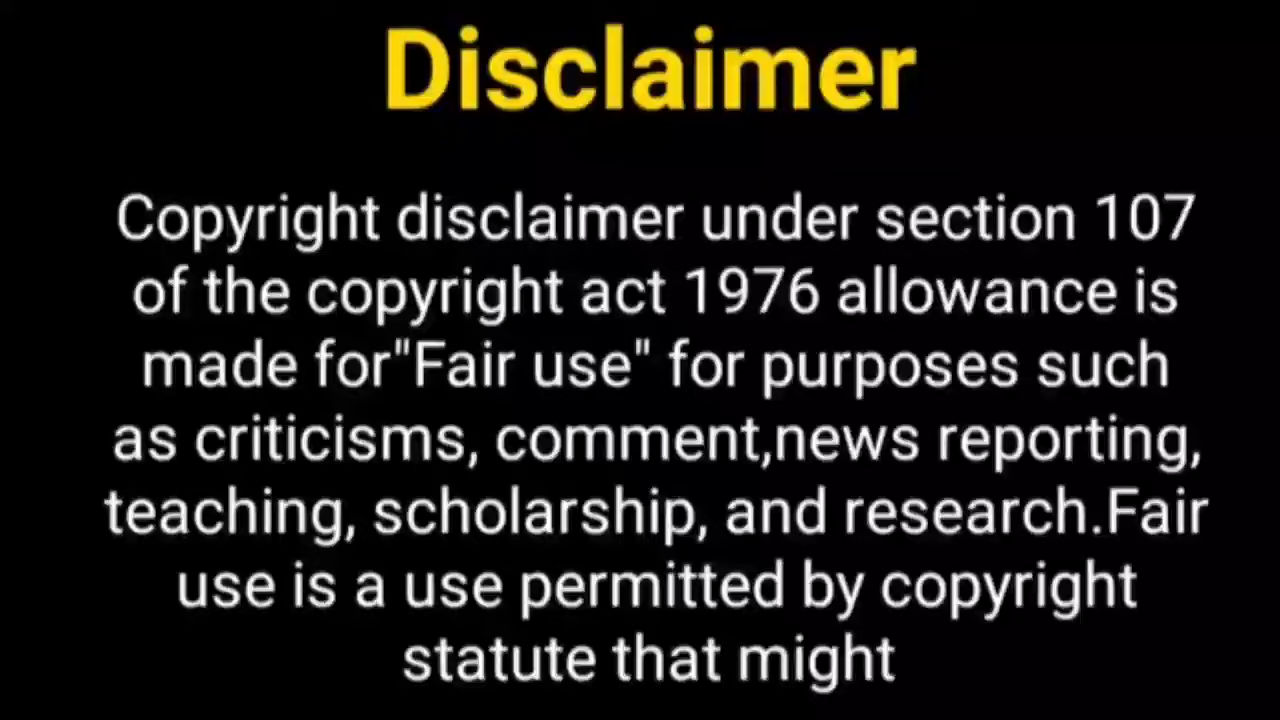 Disclaimer
Copyright disclaimer under section 107
of the copyright act 1976 allowance is
made for"Fair use" for purposes such
as criticisms, comment,news reporting,
teaching, scholarship, and research.Fair
use is a use permitted by copyright
statute that might